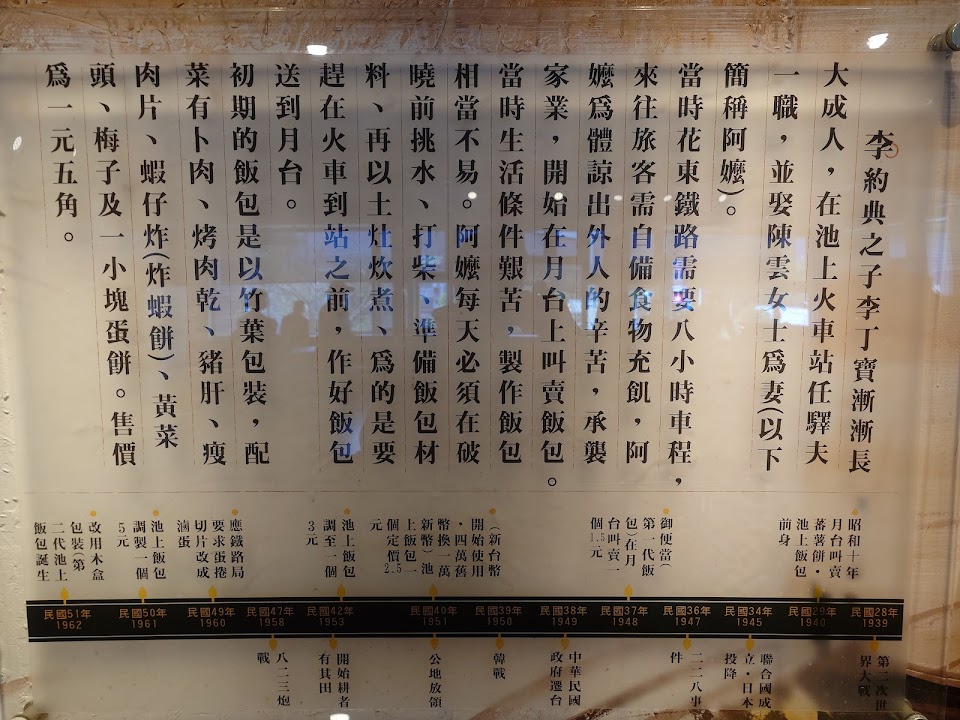 李約典之子李丁寶漸漸長
大成人，在池上火車站任驛夫
一職，並娶陳雲女士爲妻(以下
簡稱阿嬤)。
當時花東鐵路需要八小時車程，
來往旅客需自備食物充飢，阿
嬤爲體諒出外人的辛苦，承襲
家業，開始在月台上叫賣飯包。
當時生活條件艱苦，製作飯包
相當不易。阿嬤每天必須在破
曉前挑水、打柴、準備飯包材
料、再以土灶炊煮、爲的是要
趕在火車到站之前，作好飯包
送到月台。
初期的飯包是以竹葉包裝，配
菜有卜肉、烤肉乾、豬肝、瘦
肉片、蝦仔炸(炸蝦餅)、黃菜
頭、梅子及一小塊蛋餅。售價
爲一元五角。
昭和十年
月台叫賣
蕃薯餅·
池上飯包
前身
御便當(
第一代飯
包)在月
台叫賣一
個1.5元
(新台幣
開始使用
·四萬舊
幣換一萬
新幣)池
上飯包一
個定價2.5
元
池上飯包
調至一個
3元
應鐵路局
要求蛋捲
切片改成
滷蛋
池上飯包
調製一個
5元
改用木盒
包裝(第
二代池上
飯包誕生
民國28年
1939
民國29年
1940
民國34年
1945
民國36年
1947
民國37年
1948
民國38年
1949
民國39年
1950
民國40年
1951
民國42年
1953
民國47年
1958
民國49年
1960
民國50年
1961
民國51年
1962
第二次世
界大戰
聯合國成
立·日本
投降
二二八事
件
中華民國
政府遷台
韓戰
公地放領
開始耕者
有其田
八二三炮
戰